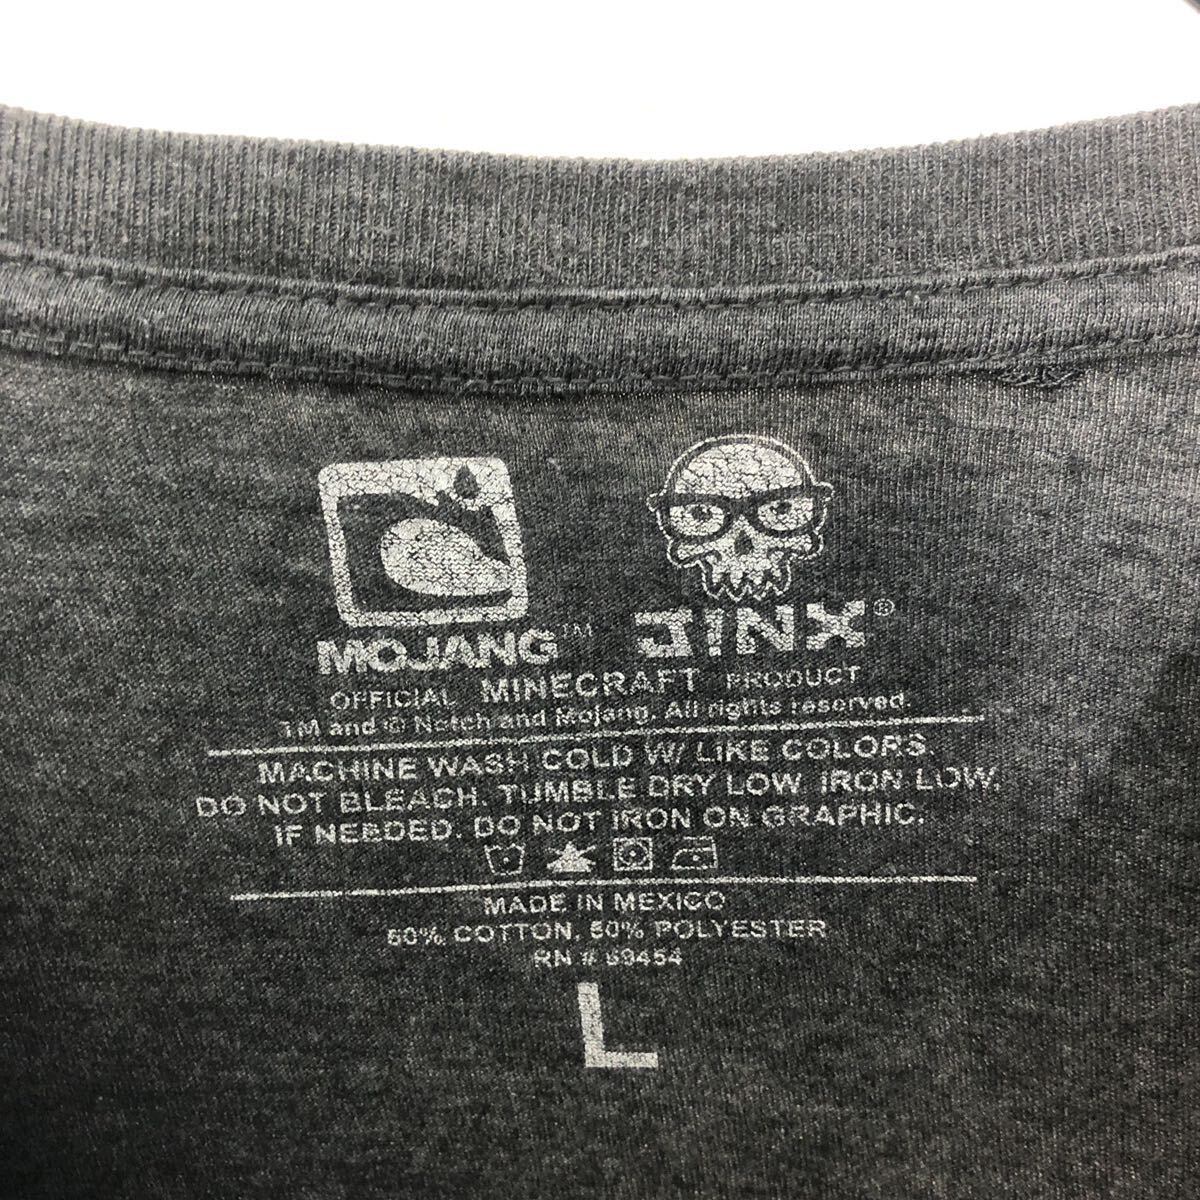 MOJANG™ J!NX®
OFFICIAL MINECRAFT PRODUCT
TM and © Notch and Mojang. All rights reserved.
MACHINE WASH COLD W/ LIKE COLORS.
DO NOT BLEACH. TUMBLE DRY LOW. IRON LOW,
IF NEEDED. DO NOT IRON ON GRAPHIC.
MADE IN MEXICO
50% COTTON, 50% POLYESTER
RN #
L